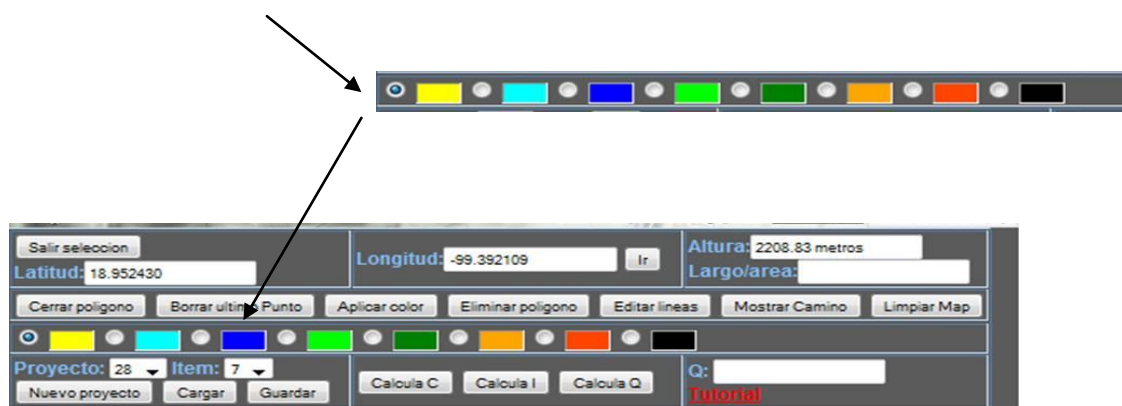 Salir seleccion
Latitud: 18.952430
Longitud: -99.392109 Ir
Altura: 2208.83 metros
Largo/area:
Cerrar poligono Borrar ultimo Punto Aplicar color Eliminar poligono Editar lineas Mostrar Camino Limpiar Map
Proyecto: 28 Item: 7
Nuevo proyecto Cargar Guardar
Calcula C Calcula I Calcula Q
Q:
Tutorial